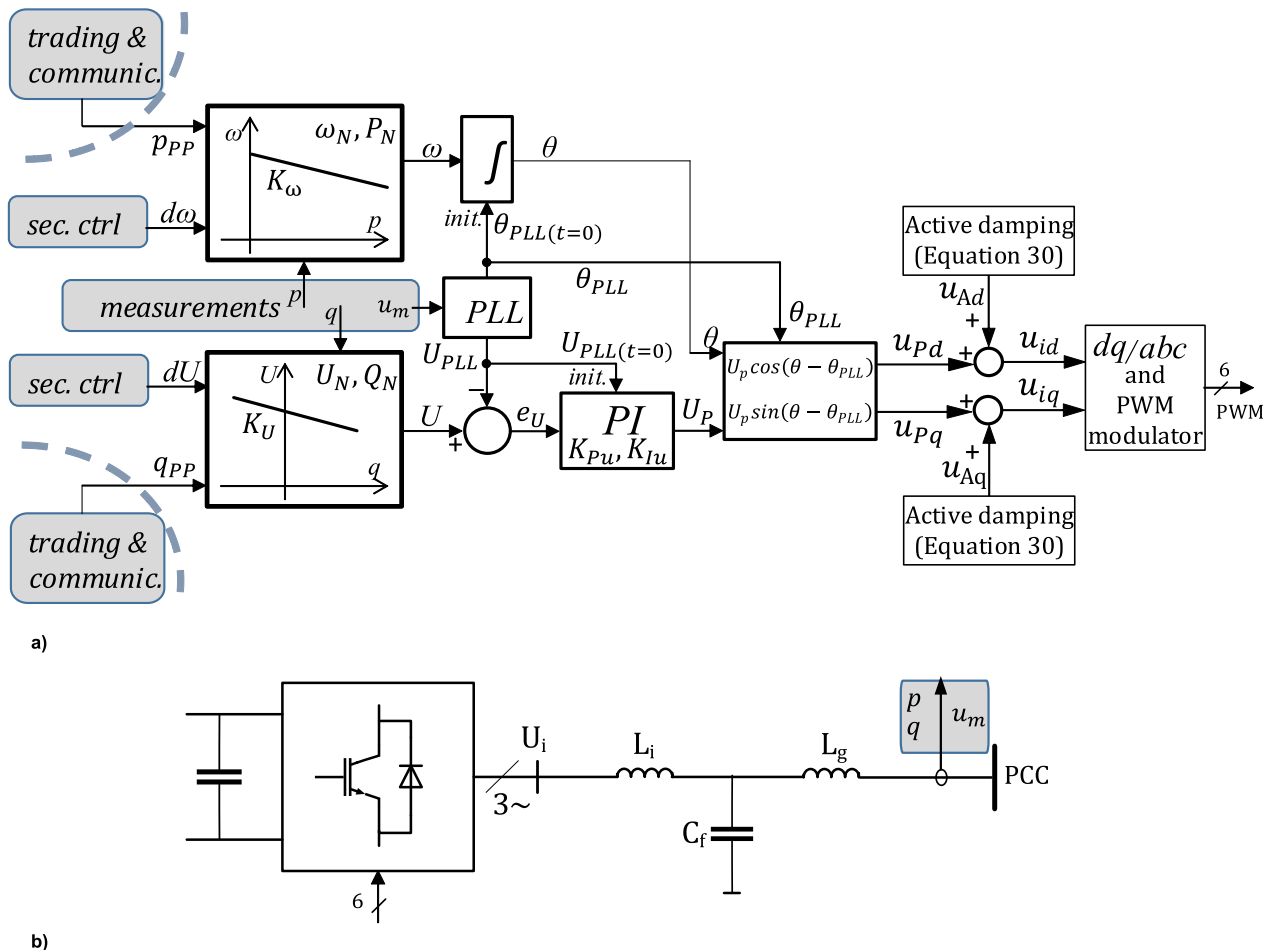 trading &
communic.
p_PP
ω
ω_N, P_N
K_ω
p
ω
∫
θ
init.
θ_PLL(t=0)
sec. ctrl
dω
θ_PLL
measurements
p
q
u_m
PLL
θ_PLL
Active damping
(Equation 30)
u_Ad
+
sec. ctrl
dU
U
U_N, Q_N
K_U
q
U
+
U_PLL
−
e_U
U_PLL(t=0)
init.
PI
K_Pu, K_Iu
U_P
θ
U_p cos(θ − θ_PLL)
U_p sin(θ − θ_PLL)
u_Pd
+
u_id
u_Pq
+
u_iq
dq/abc
and
PWM
modulator
6
PWM
+
u_Aq
Active damping
(Equation 30)
q_PP
trading &
communic.
a)
U_i
3~
L_i
C_f
L_g
p
q
u_m
PCC
6
b)